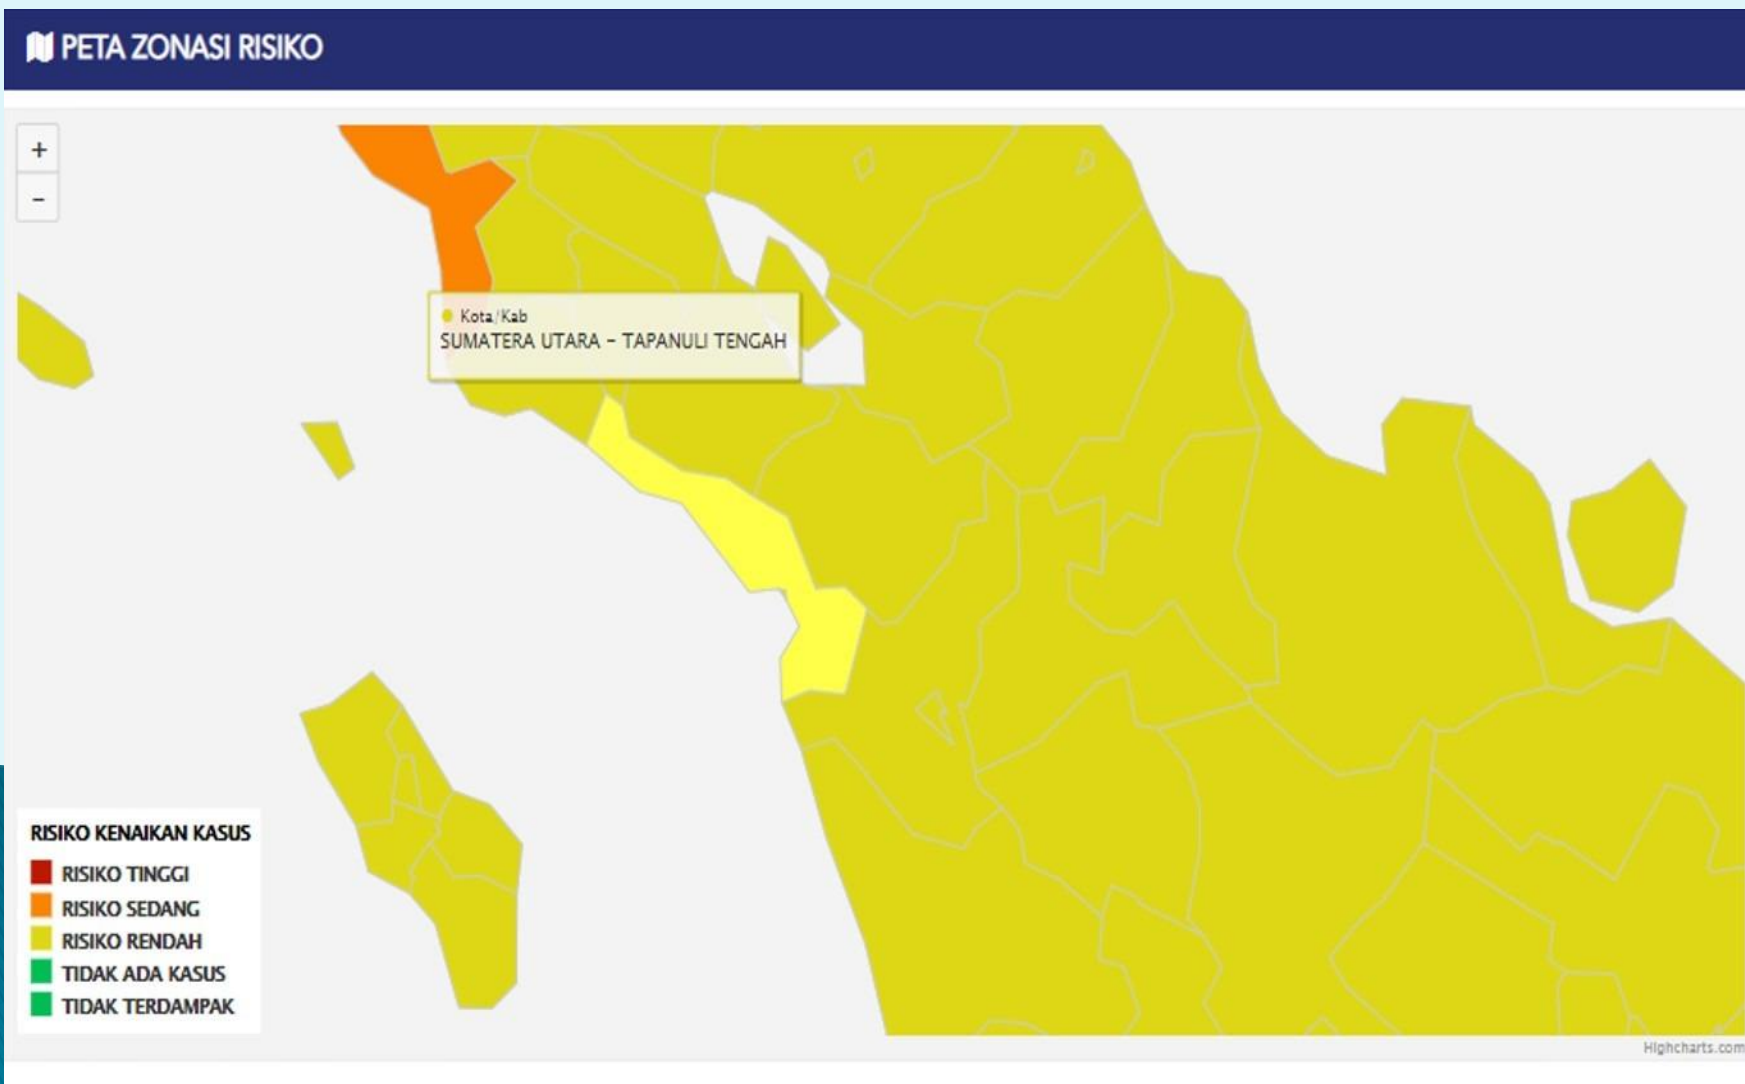 PETA ZONASI RISIKO
+
-
Kota/Kab
SUMATERA UTARA - TAPANULI TENGAH
RISIKO KENAIKAN KASUS
RISIKO TINGGI
RISIKO SEDANG
RISIKO RENDAH
TIDAK ADA KASUS
TIDAK TERDAMPAK
Highcharts.com